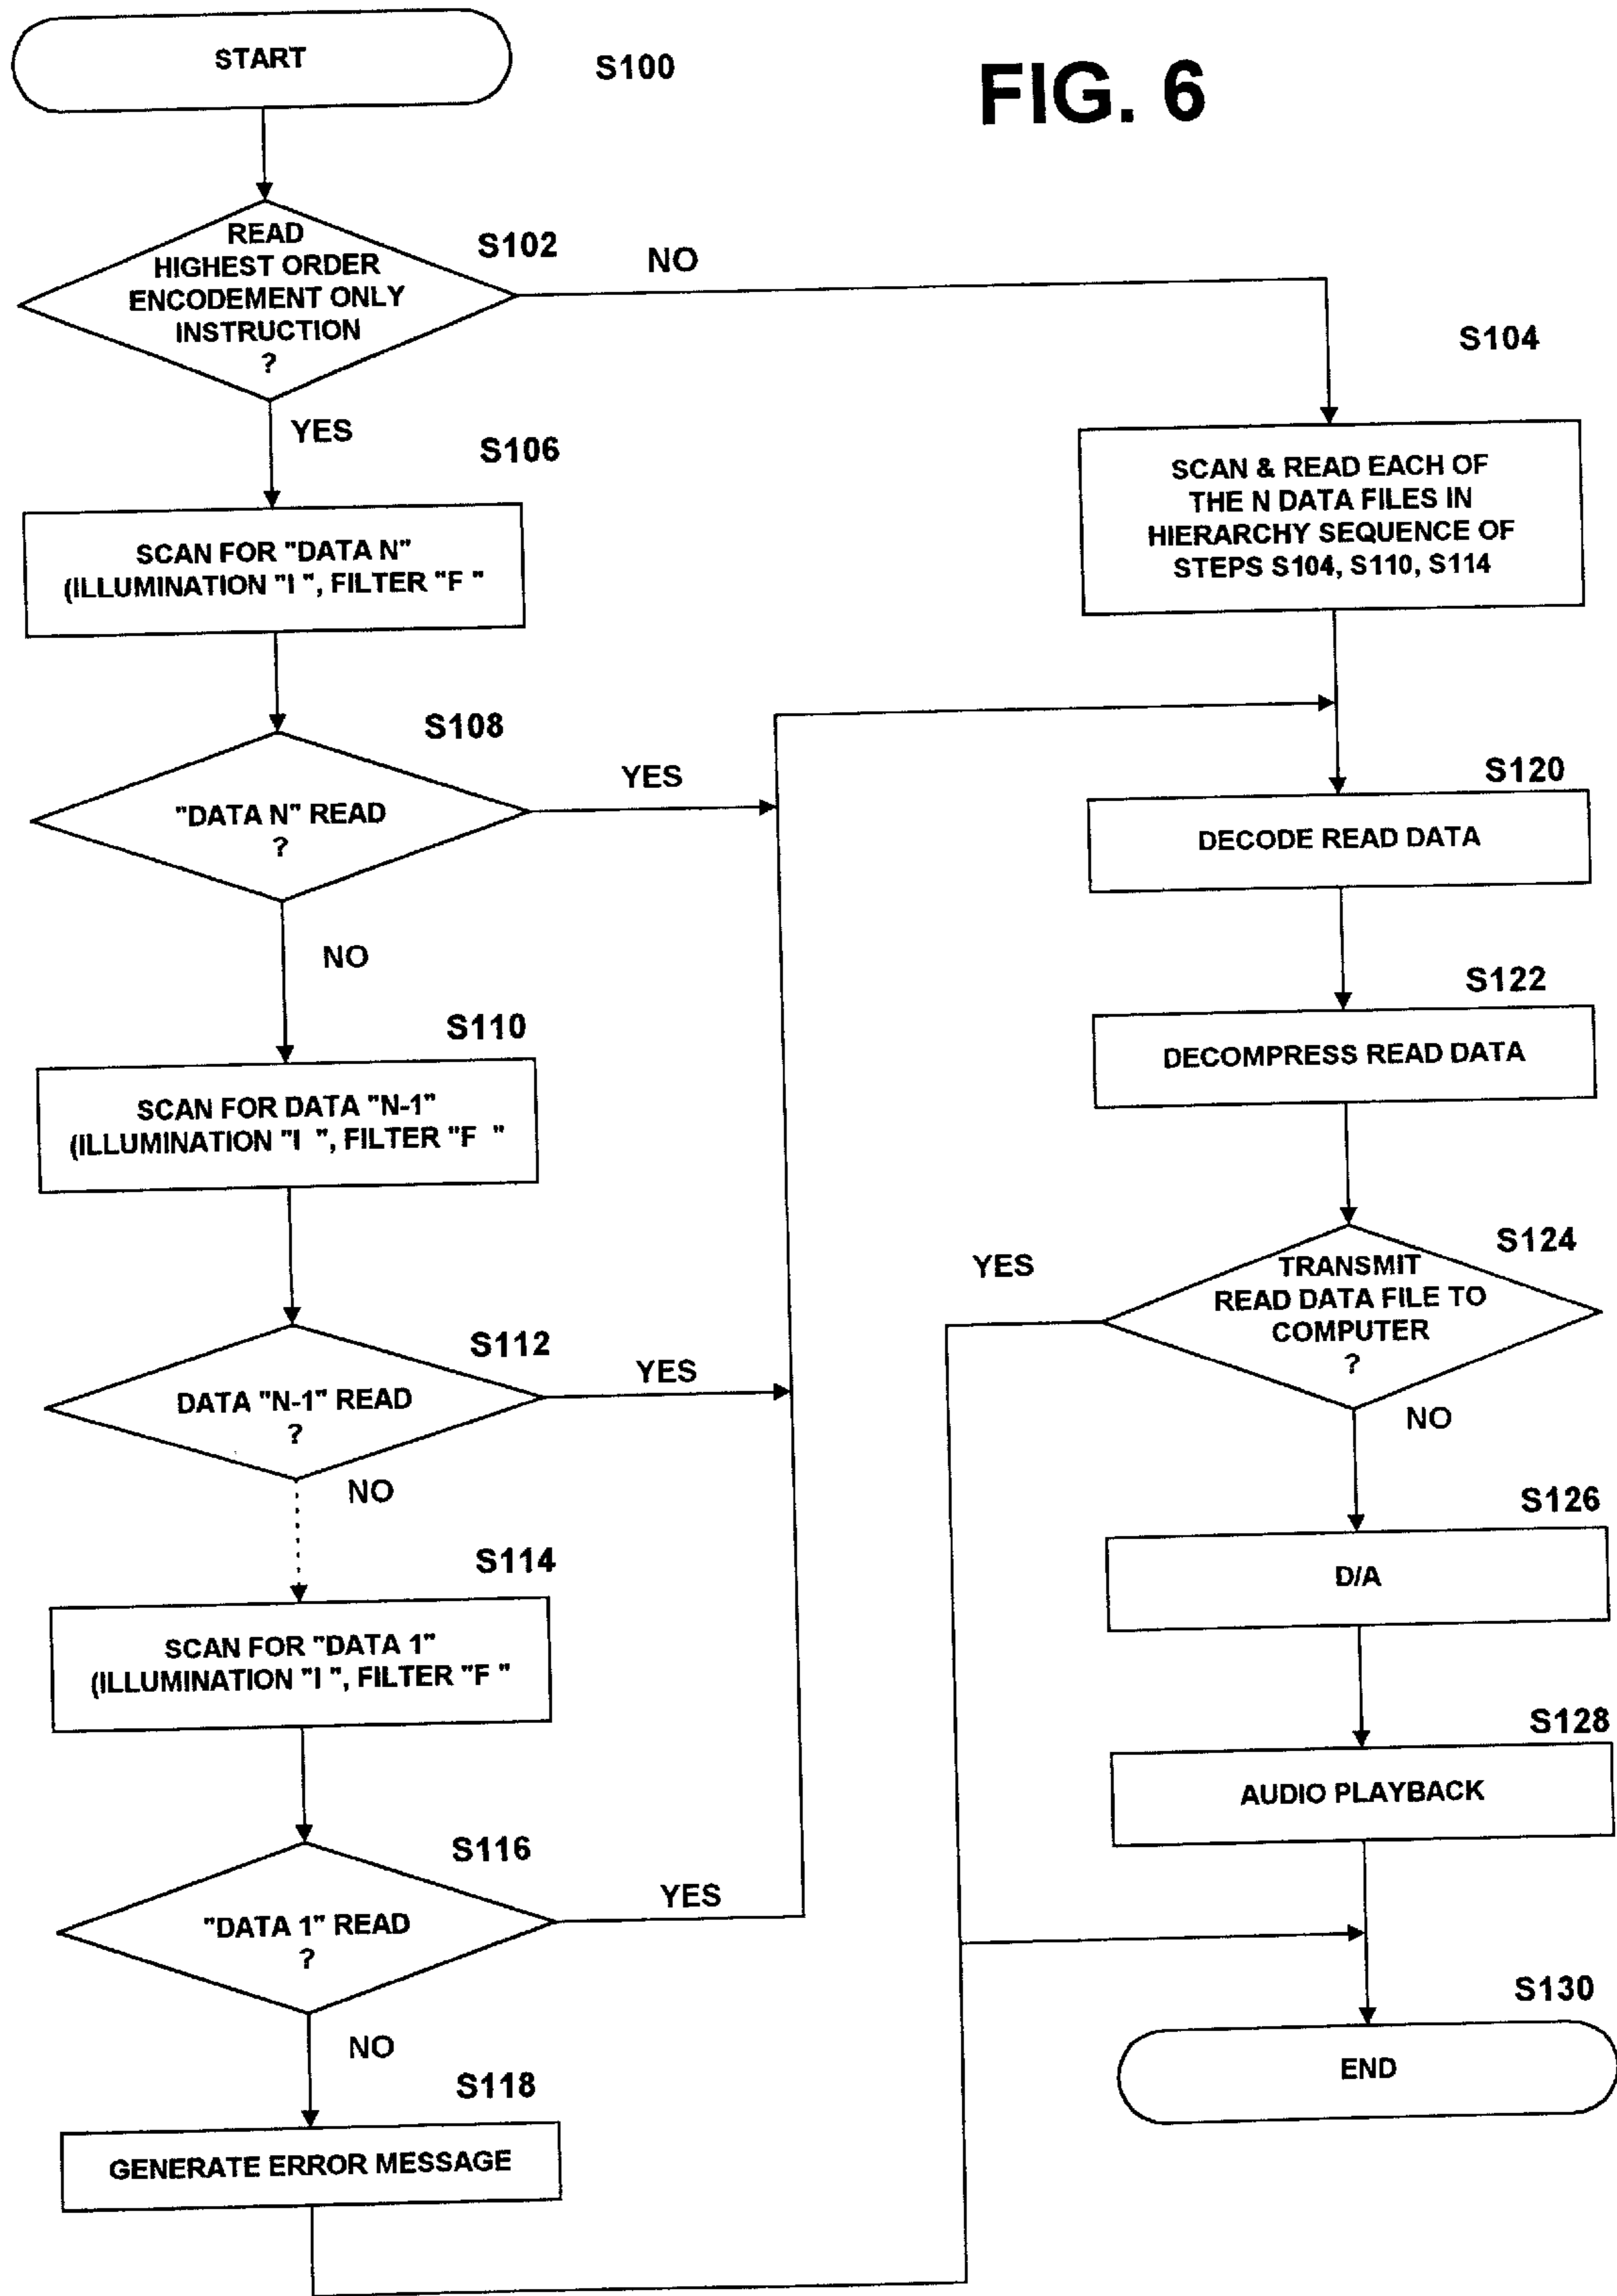 FIG. 6
START
S100
READ
HIGHEST ORDER
ENCODEMENT ONLY
INSTRUCTION
?
S102
NO
YES
S104
SCAN & READ EACH OF
THE N DATA FILES IN
HIERARCHY SEQUENCE OF
STEPS S104, S110, S114
S106
SCAN FOR "DATA N"
(ILLUMINATION "I ", FILTER "F "
S108
"DATA N" READ
?
YES
NO
S110
SCAN FOR DATA "N-1"
(ILLUMINATION "I  ", FILTER "F  "
S112
DATA "N-1" READ
?
YES
NO
S114
SCAN FOR "DATA 1"
(ILLUMINATION "I ", FILTER "F "
S116
"DATA 1" READ
?
YES
NO
S118
GENERATE ERROR MESSAGE
S120
DECODE READ DATA
S122
DECOMPRESS READ DATA
S124
TRANSMIT
READ DATA FILE TO
COMPUTER
?
YES
NO
S126
D/A
S128
AUDIO PLAYBACK
S130
END